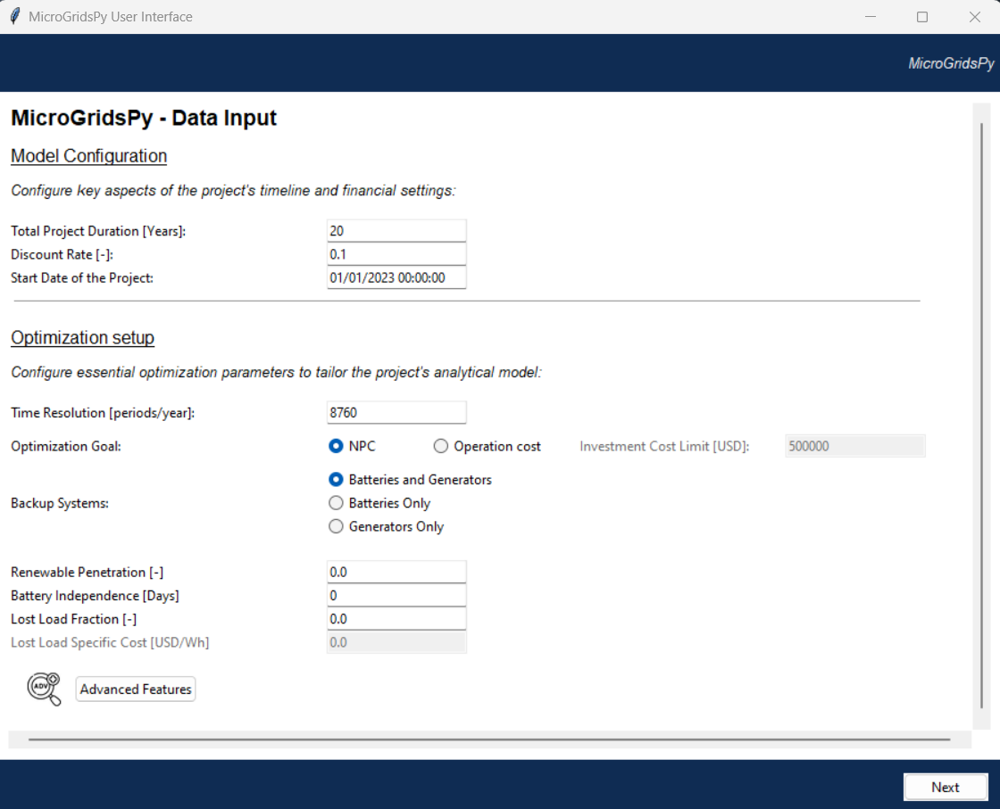 MicroGridsPy User Interface
MicroGridsPy
MicroGridsPy - Data Input
Model Configuration
Configure key aspects of the project's timeline and financial settings:
Total Project Duration [Years]: 20
Discount Rate [-]: 0.1
Start Date of the Project: 01/01/2023 00:00:00
Optimization setup
Configure essential optimization parameters to tailor the project's analytical model:
Time Resolution [periods/year]: 8760
Optimization Goal: NPC Operation cost Investment Cost Limit [USD]: 500000
Batteries and Generators
Backup Systems: Batteries Only
Generators Only
Renewable Penetration [-] 0.0
Battery Independence [Days] 0
Lost Load Fraction [-] 0.0
Lost Load Specific Cost [USD/Wh] 0.0
ADV Advanced Features
Next